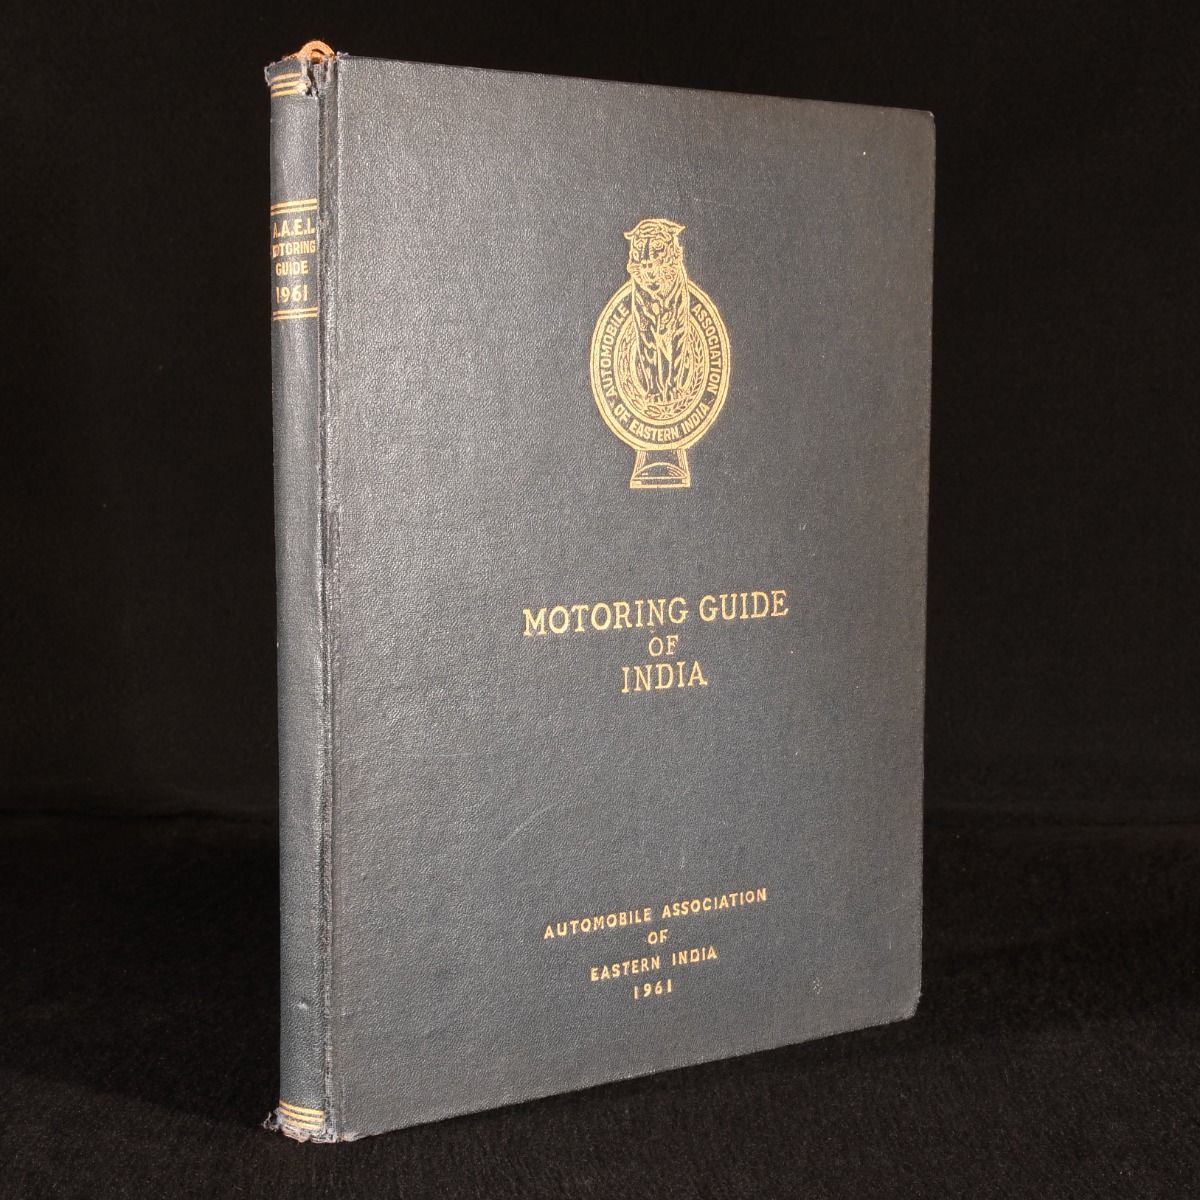 A.A.E.I.
MOTORING
GUIDE
1961
AUTOMOBILE ASSOCIATION
OF EASTERN INDIA
MOTORING GUIDE
OF
INDIA
AUTOMOBILE ASSOCIATION
OF
EASTERN INDIA
1961